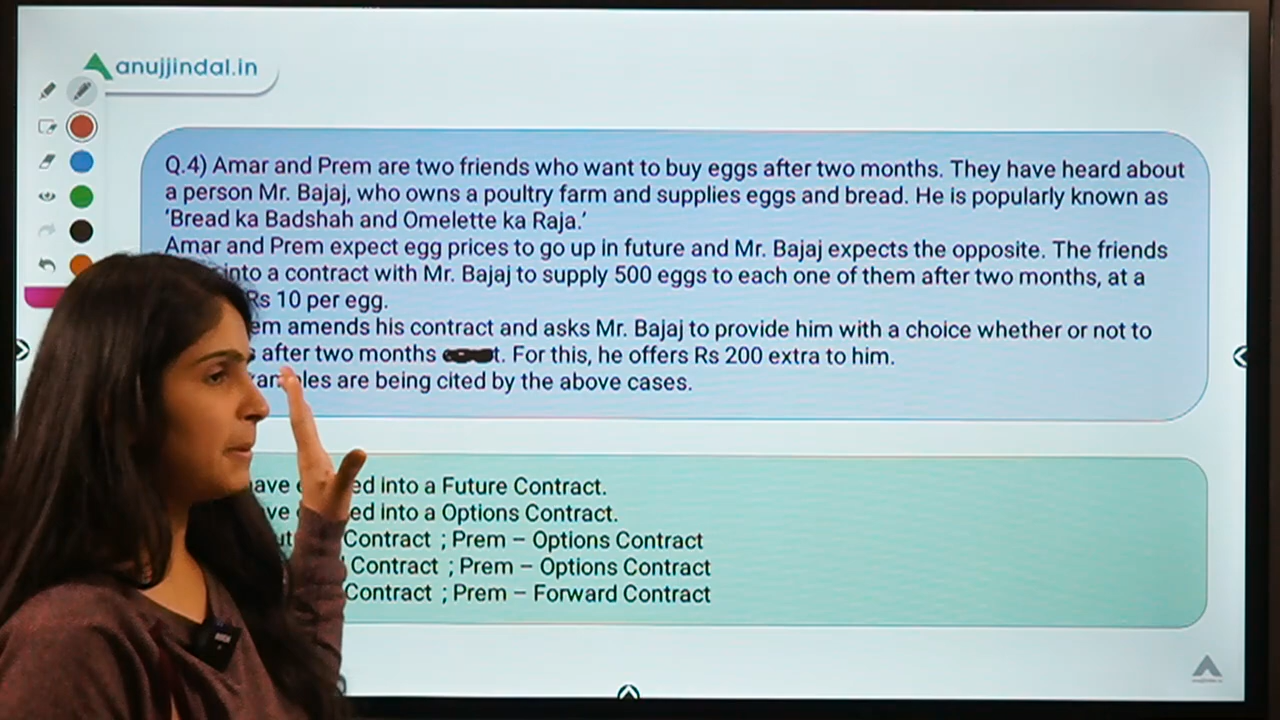 anujjindal.in
Q.4) Amar and Prem are two friends who want to buy eggs after two months. They have heard about
a person Mr. Bajaj, who owns a poultry farm and supplies eggs and bread. He is popularly known as
‘Bread ka Badshah and Omelette ka Raja.’
Amar and Prem expect egg prices to go up in future and Mr. Bajaj expects the opposite. The friends
into a contract with Mr. Bajaj to supply 500 eggs to each one of them after two months, at a
Rs 10 per egg.
amends his contract and asks Mr. Bajaj to provide him with a choice whether or not to
after two months . For this, he offers Rs 200 extra to him.
are being cited by the above cases.
into a Future Contract.
into a Options Contract.
Contract ; Prem – Options Contract
Contract ; Prem – Options Contract
Contract ; Prem – Forward Contract